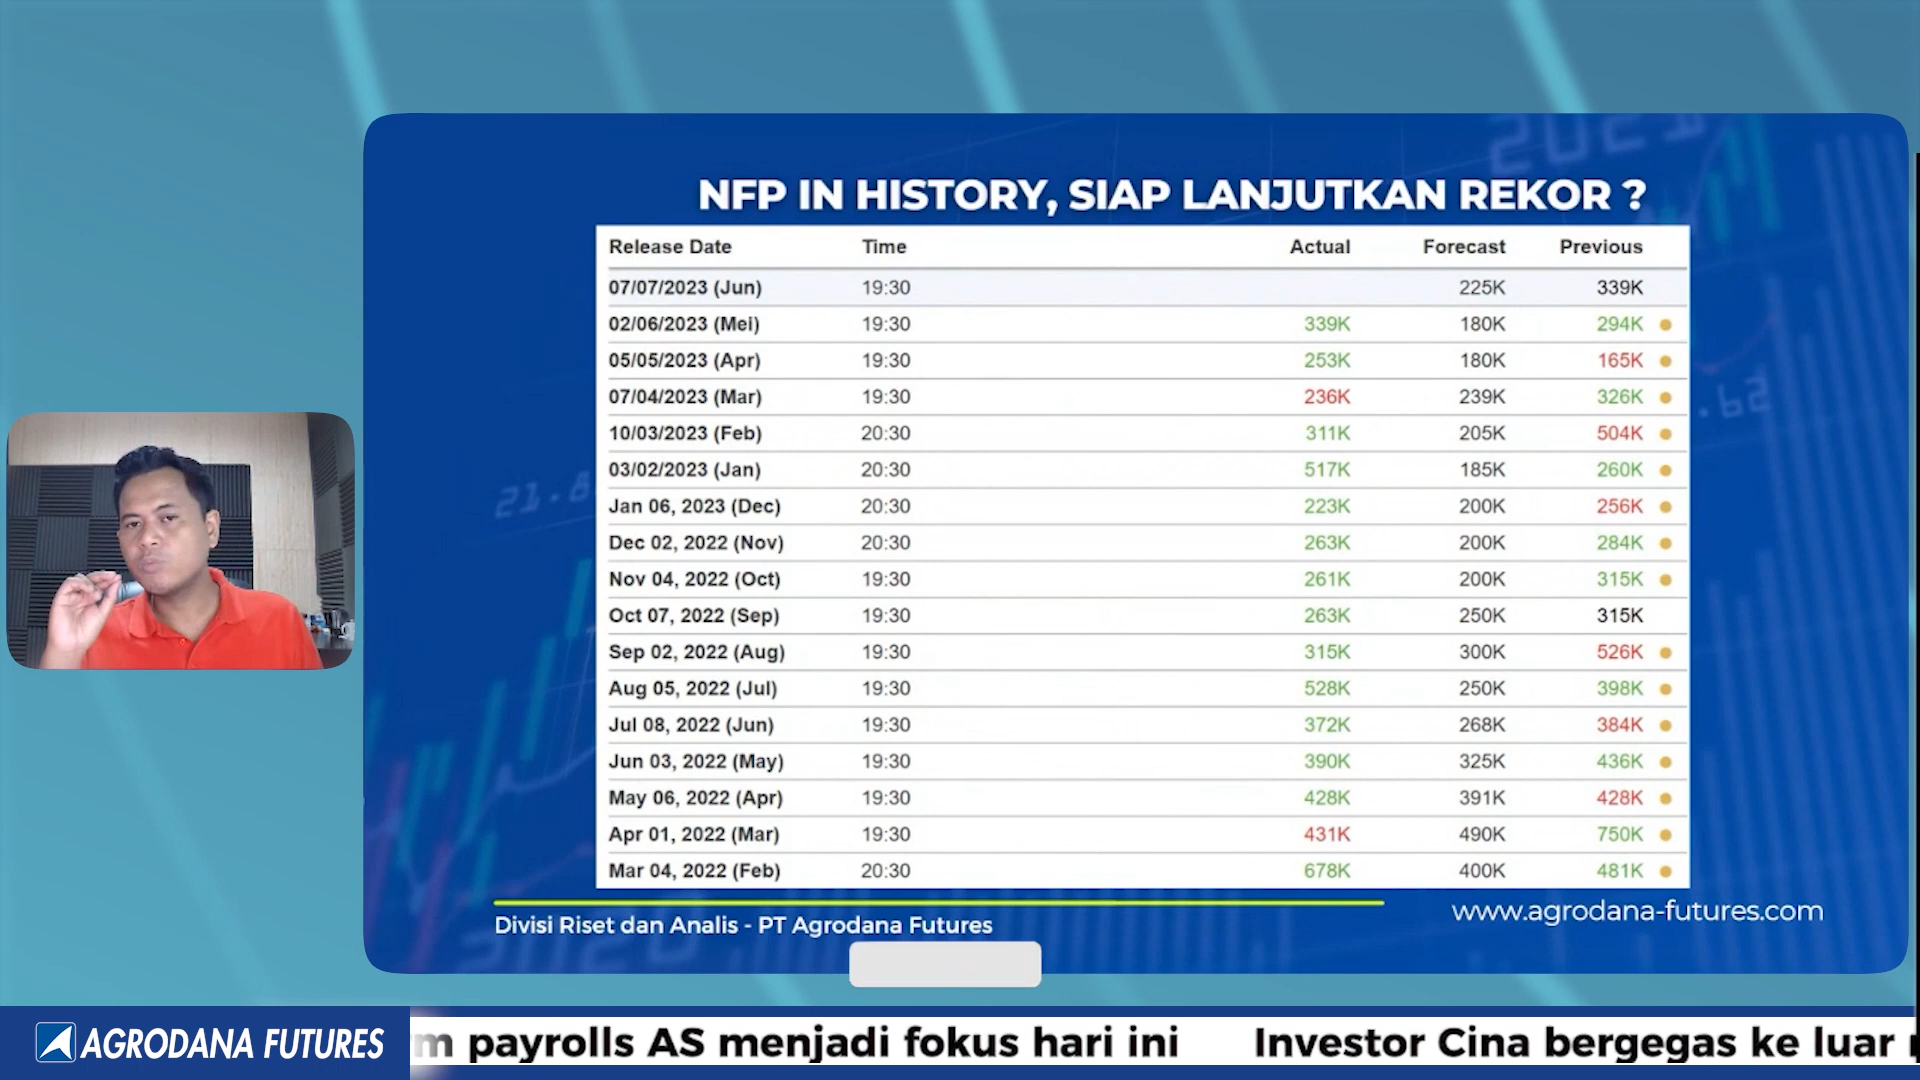 2021
NFP IN HISTORY, SIAP LANJUTKAN REKOR ?
Release Date Time Actual Forecast Previous
07/07/2023 (Jun) 19:30 225K 339K
02/06/2023 (Mei) 19:30 339K 180K 294K
05/05/2023 (Apr) 19:30 253K 180K 165K
07/04/2023 (Mar) 19:30 236K 239K 326K
10/03/2023 (Feb) 20:30 311K 205K 504K
03/02/2023 (Jan) 20:30 517K 185K 260K
Jan 06, 2023 (Dec) 20:30 223K 200K 256K
Dec 02, 2022 (Nov) 20:30 263K 200K 284K
Nov 04, 2022 (Oct) 19:30 261K 200K 315K
Oct 07, 2022 (Sep) 19:30 263K 250K 315K
Sep 02, 2022 (Aug) 19:30 315K 300K 526K
Aug 05, 2022 (Jul) 19:30 528K 250K 398K
Jul 08, 2022 (Jun) 19:30 372K 268K 384K
Jun 03, 2022 (May) 19:30 390K 325K 436K
May 06, 2022 (Apr) 19:30 428K 391K 428K
Apr 01, 2022 (Mar) 19:30 431K 490K 750K
Mar 04, 2022 (Feb) 20:30 678K 400K 481K
.62
21.8
Divisi Riset dan Analis - PT Agrodana Futures
www.agrodana-futures.com
2020
AGRODANA FUTURES
m payrolls AS menjadi fokus hari ini Investor Cina bergegas ke luar